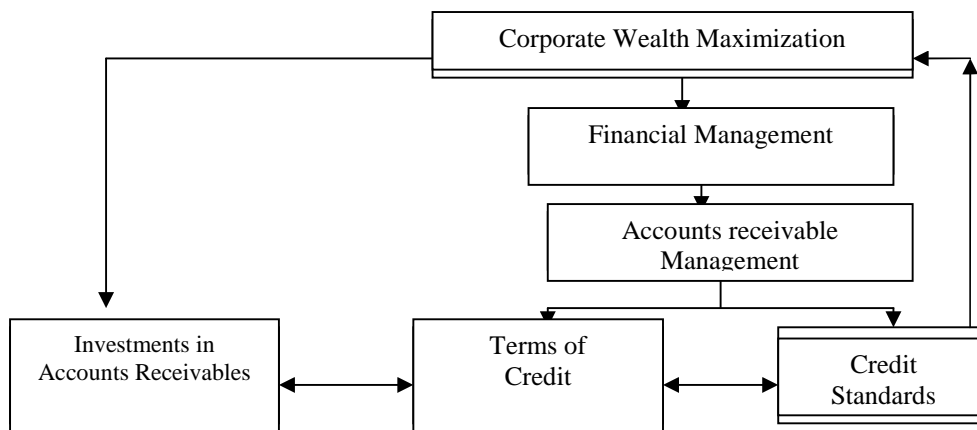 Corporate Wealth Maximization
Financial Management
Accounts receivable
Management
Investments in
Accounts Receivables
Terms of
Credit
Credit
Standards